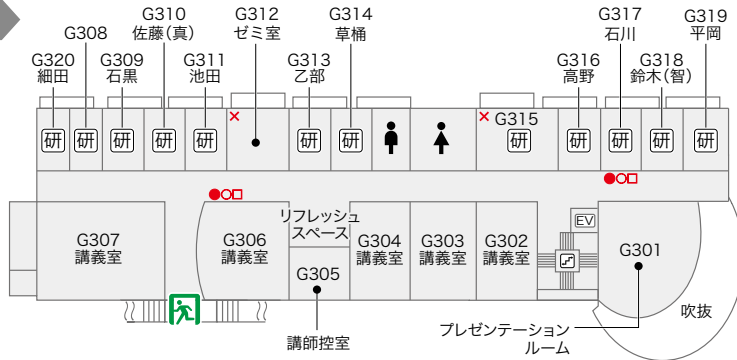 G310
佐藤（真）
G312
ゼミ室
G314
草桶
G317
石川
G319
平岡
G308
G320
細田
G309
石黒
G311
池田
G313
乙部
G316
高野
G318
鈴木（智）
G315
研
研
研
研
研
研
研
研
研
研
研
研
リフレッシュ
スペース
EV
G307
講義室
G306
講義室
G305
G304
講義室
G303
講義室
G302
講義室
G301
吹抜
講師控室
プレゼンテーション
ルーム